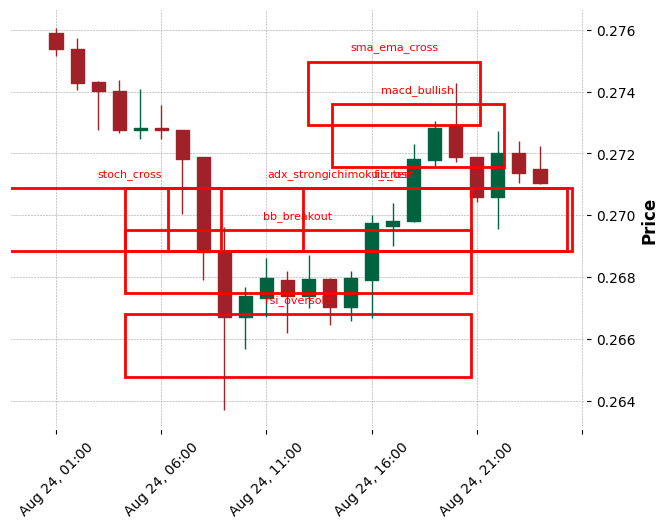 0.276
sma_ema_cross
0.274
macd_bullish
0.272
stoch_cross
adx_strong
ichimoku_cross
0.270
bb_breakout
Price
0.268
rsi_oversold
0.266
0.264
Aug 24, 01:00
Aug 24, 06:00
Aug 24, 11:00
Aug 24, 16:00
Aug 24, 21:00